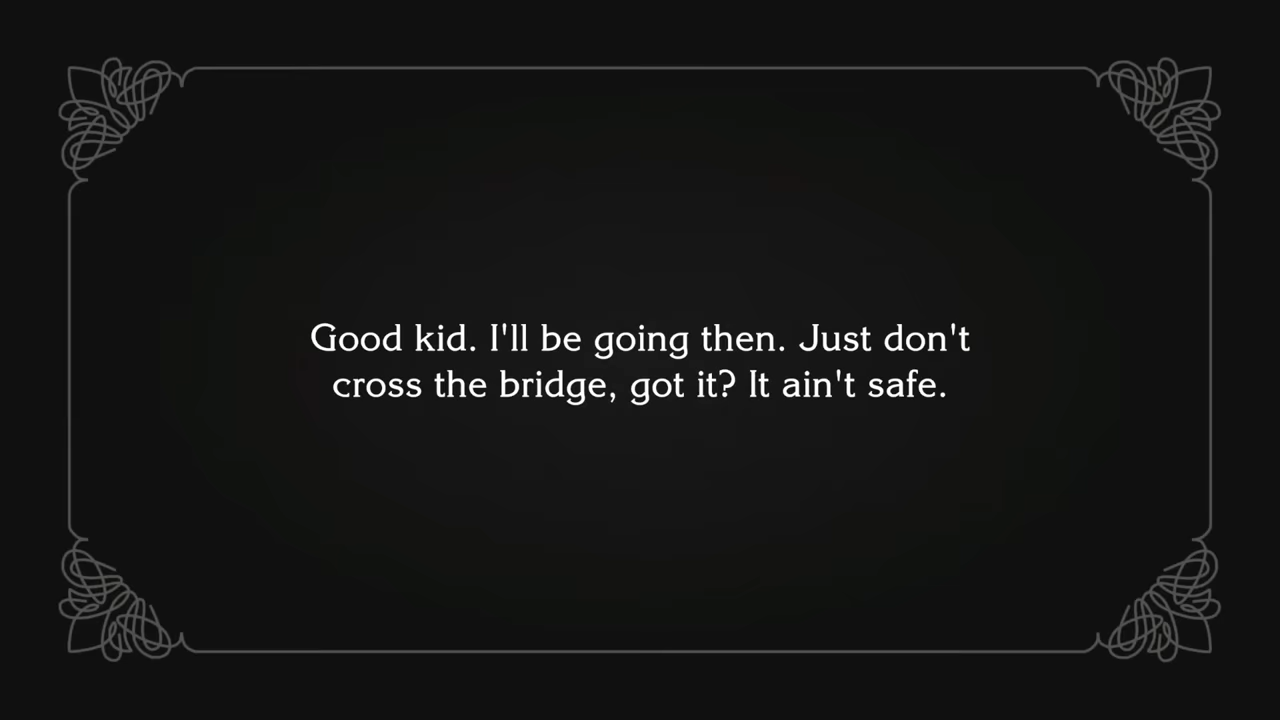 Good kid. I'll be going then. Just don't
cross the bridge, got it? It ain't safe.